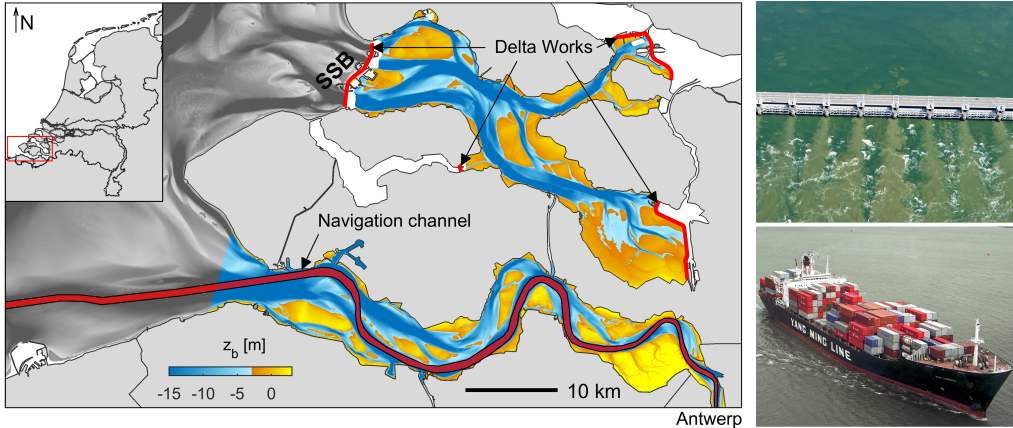 N
SSB
Delta Works
Navigation channel
z_b [m]
-15 -10 -5 0
10 km
Antwerp
YANG MING LINE